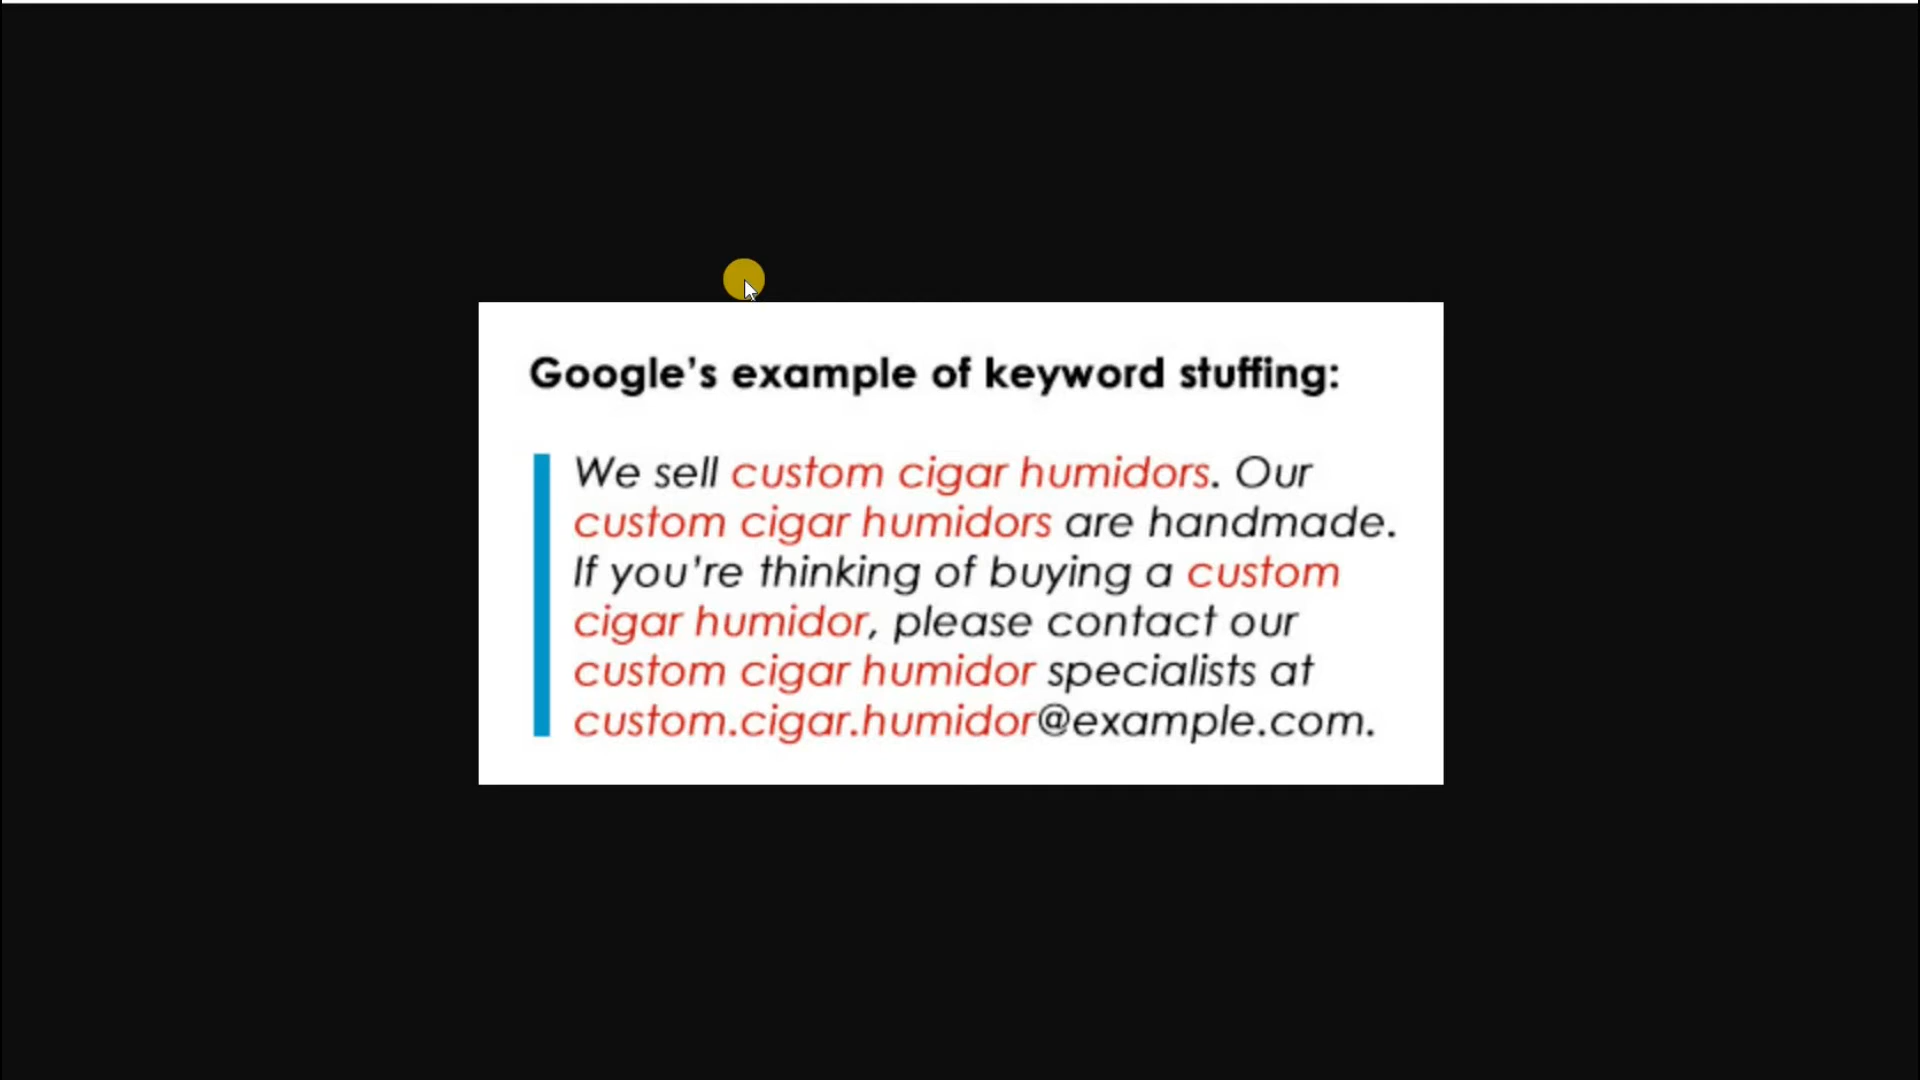 Google’s example of keyword stuffing:
We sell custom cigar humidors. Our
custom cigar humidors are handmade.
If you’re thinking of buying a custom
cigar humidor, please contact our
custom cigar humidor specialists at
custom.cigar.humidor@example.com.